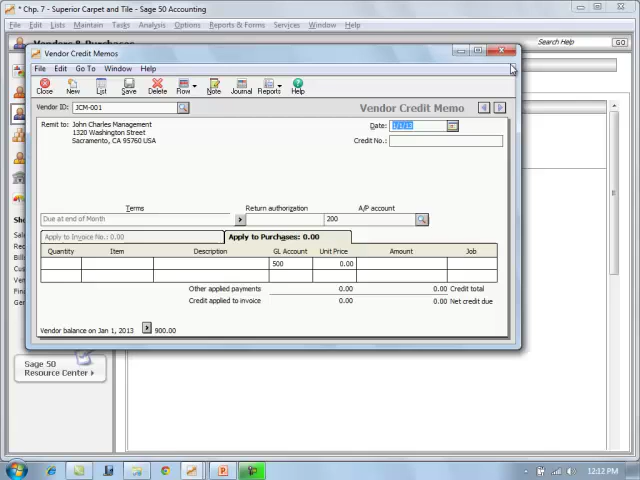 * Chp. 7 - Superior Carpet and Tile - Sage 50 Accounting
File Edit Lists Maintain Tasks Analysis Options Reports & Forms Services Window Help
Search Help GO
Vendor Credit Memos
File Edit Go To Window Help
Close New List Save Delete Row Note Journal Reports Help
Vendor ID: JCM-001
Vendor Credit Memo
Remit to: John Charles Management
1320 Washington Street
Sacramento, CA 95760 USA
Date: 1/1/13
Credit No.:
Terms Return authorization A/P account
Due at end of Month 200
Apply to Invoice No.: 0.00 Apply to Purchases: 0.00
Quantity Item Description GL Account Unit Price Amount Job
500 0.00
Other applied payments 0.00 0.00 Credit total
Credit applied to invoice 0.00 0.00 Net credit due
Vendor balance on Jan 1, 2013 900.00
Sage 50
Resource Center
12:12 PM